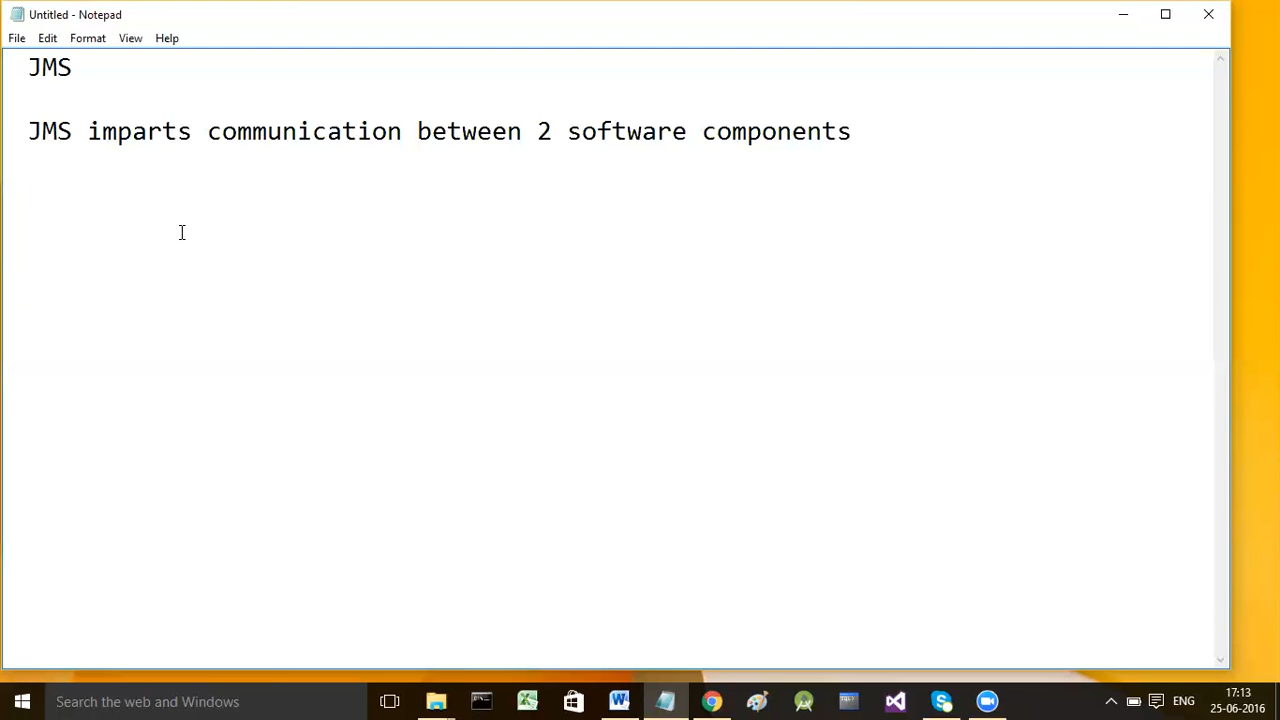 Untitled - Notepad
File Edit Format View Help
JMS
JMS imparts communication between 2 software components
Search the web and Windows
ENG
17:13
25-06-2016